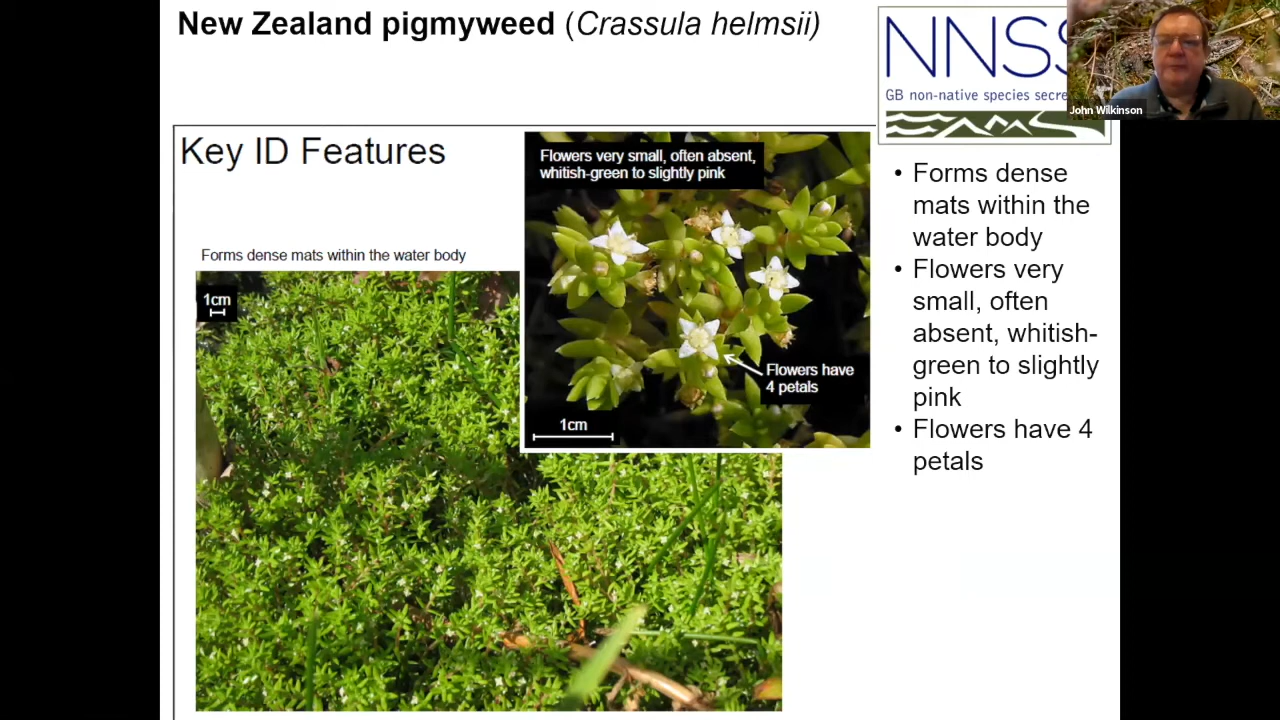 New Zealand pigmyweed (Crassula helmsii)
NNSS
GB non-native species
John Wilkinson
Key ID Features
Flowers very small, often absent,
whitish-green to slightly pink
Forms dense mats within the water body
1cm
Flowers have
4 petals
1cm
• Forms dense
mats within the
water body
• Flowers very
small, often
absent, whitish-
green to slightly
pink
• Flowers have 4
petals